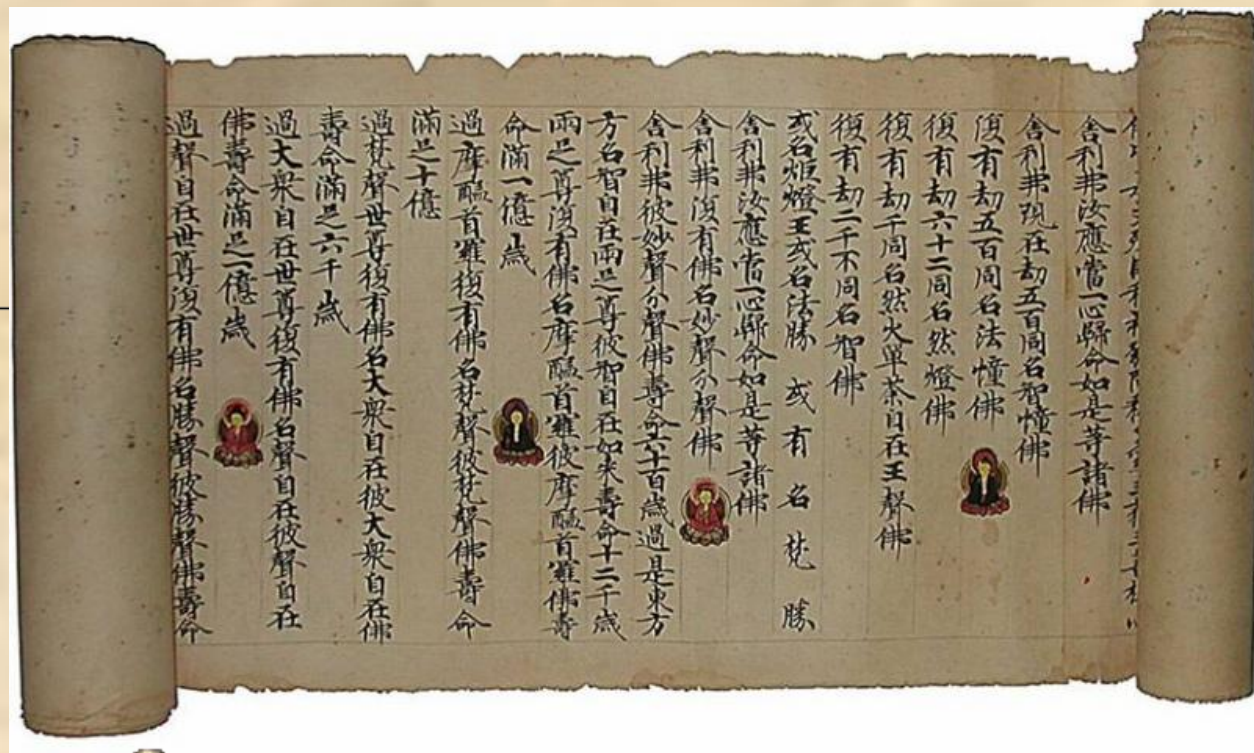 舍利弗汝應當一心歸命如是等諸佛
舍利弗現在劫五百同名智幢佛
復有劫五百同名法幢佛
復有劫六十二同名然燈佛
復有劫千同名然火單荼自在王聲佛
復有劫二千不同名智佛
或名炬燈王或名法勝或有名梵勝
舍利弗汝應當一心歸命如是等諸佛
舍利弗復有佛名妙聲分聲佛
舍利弗彼妙聲分聲佛壽命六十百歲過是東方
方名智自在兩足尊彼智自在如来壽命十二千歲
兩足尊復有佛名摩醯首羅彼摩醯首羅佛壽
命滿一億歲
過摩醯首羅復有佛名梵聲彼梵聲佛壽命
滿足十億
過梵聲世尊復有佛名大衆自在彼大衆自在佛
壽命滿足六千歲
過大衆自在世尊復有佛名聲自在彼聲自在
佛壽命滿足一億歲
過聲自在世尊復有佛名勝聲彼勝聲佛壽命